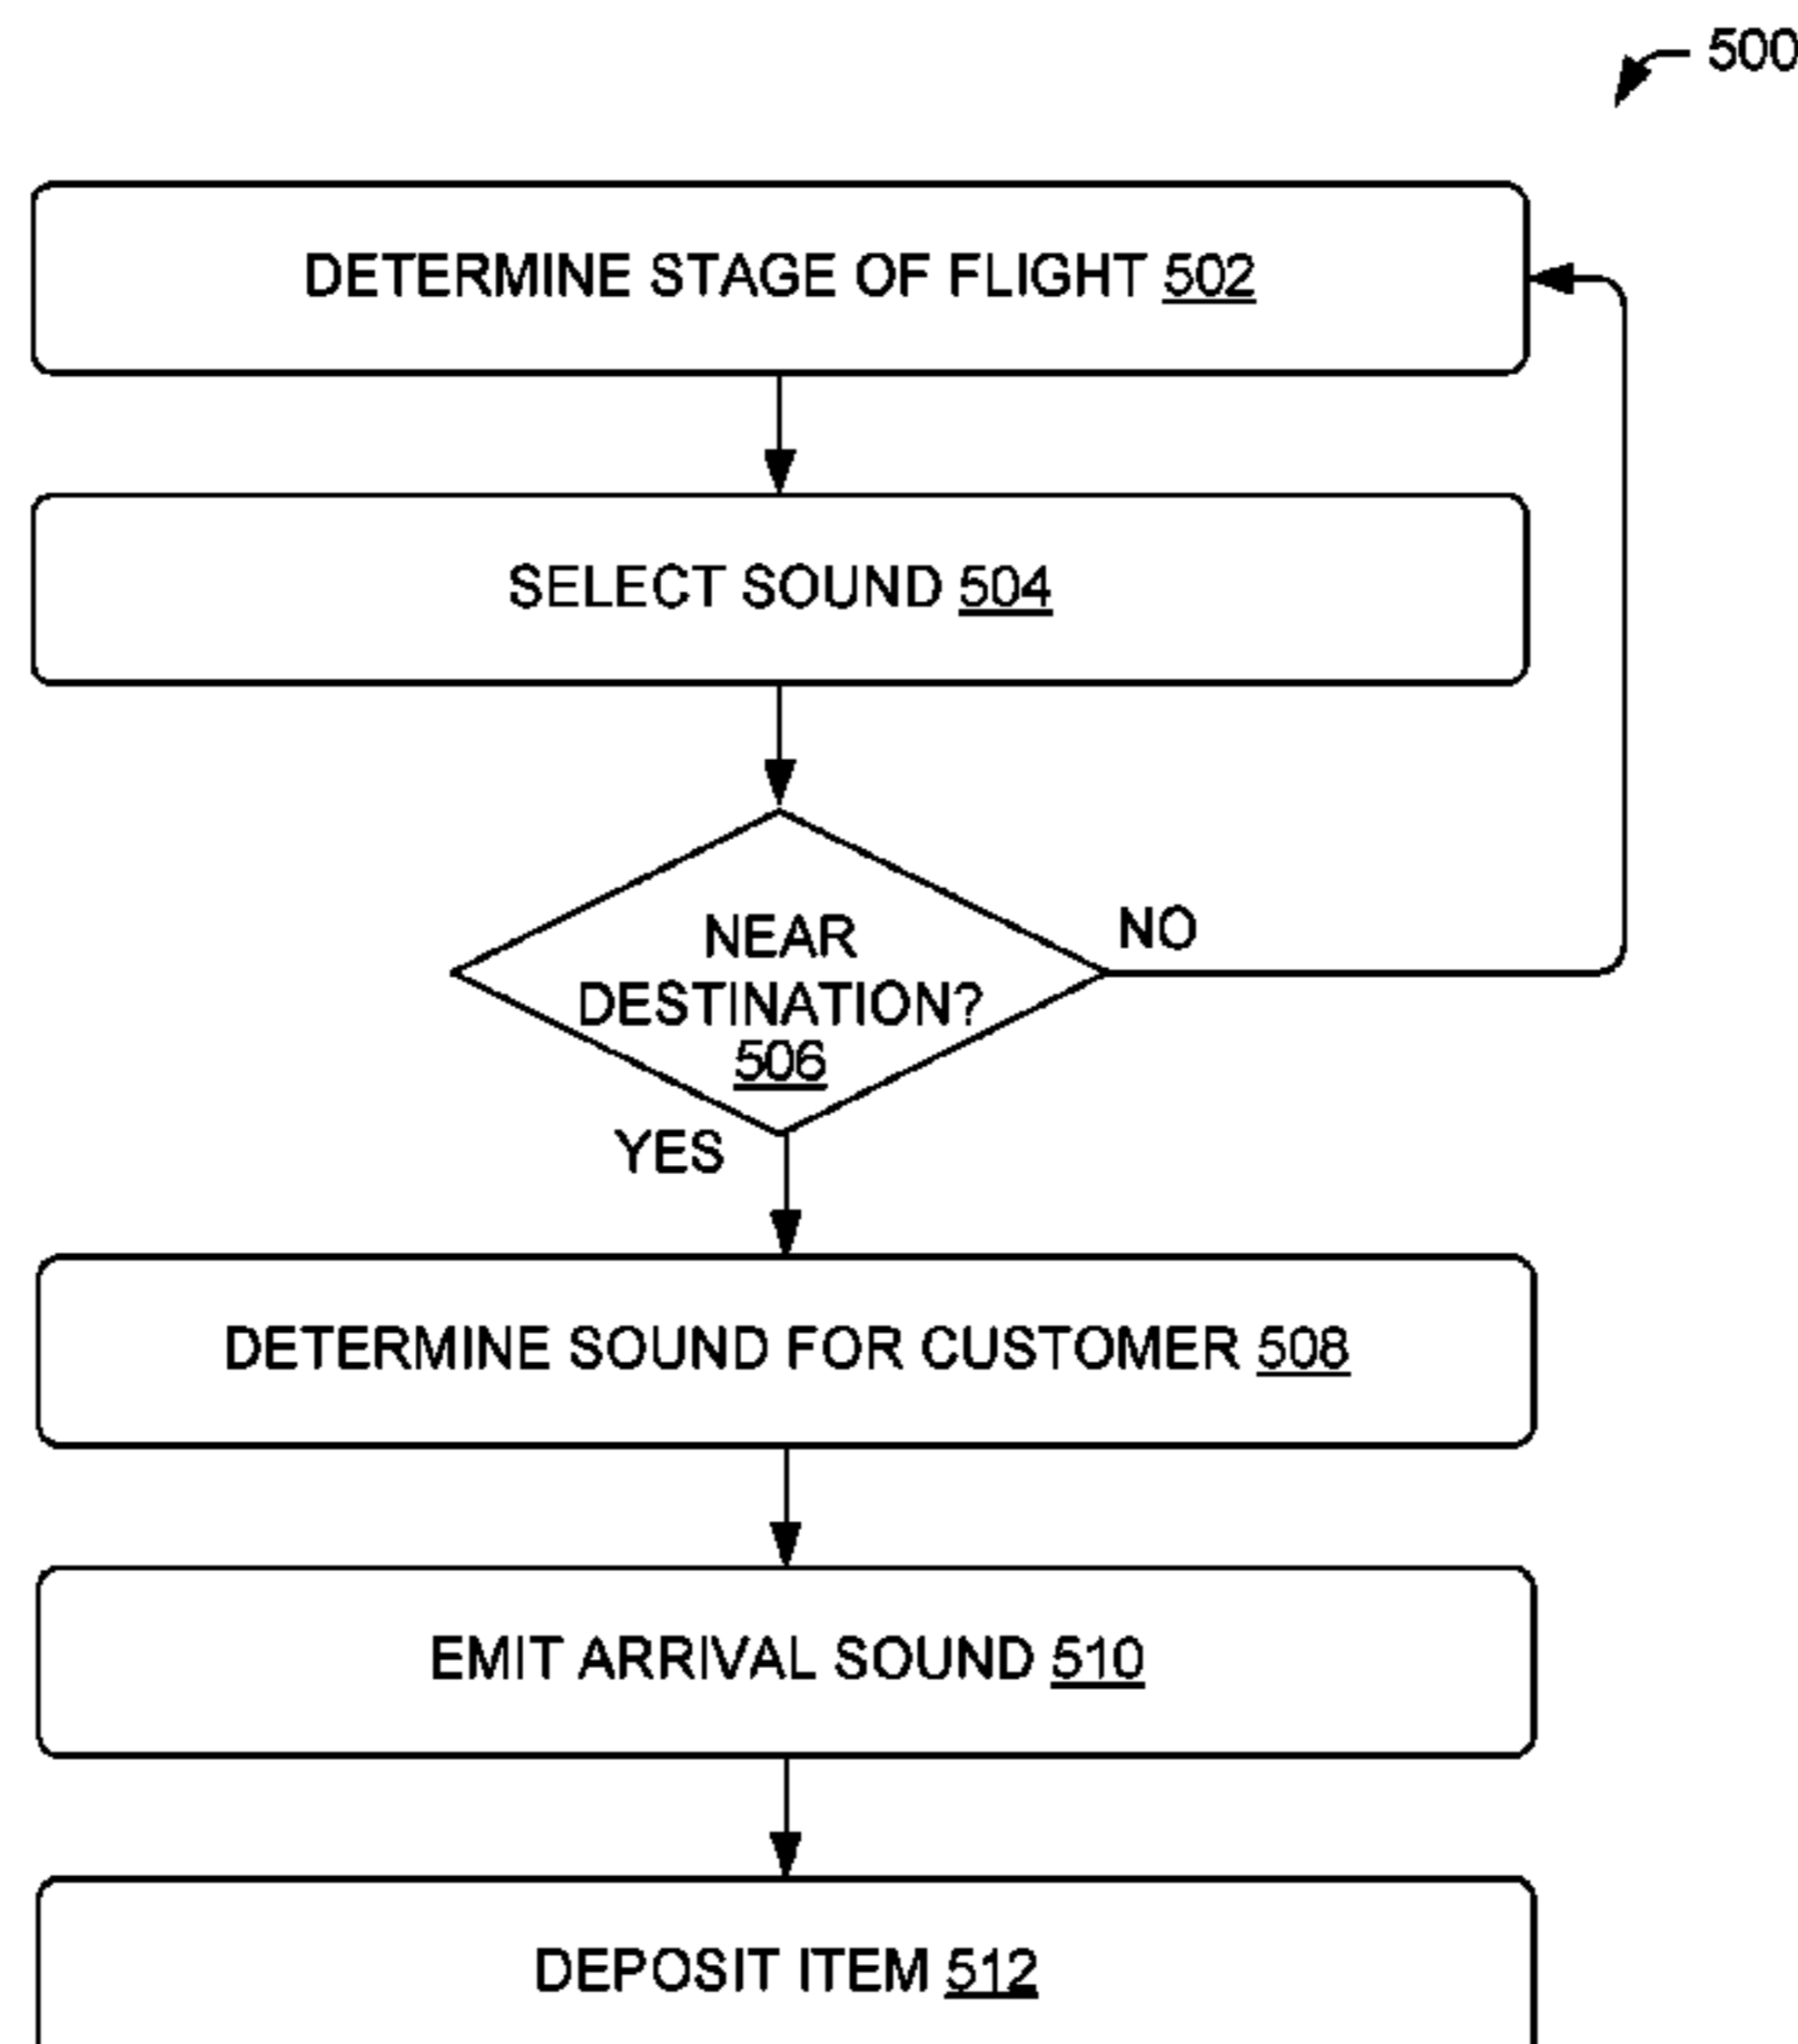 500
DETERMINE STAGE OF FLIGHT 502
SELECT SOUND 504
NEAR
DESTINATION?
506
NO
YES
DETERMINE SOUND FOR CUSTOMER 508
EMIT ARRIVAL SOUND 510
DEPOSIT ITEM 512